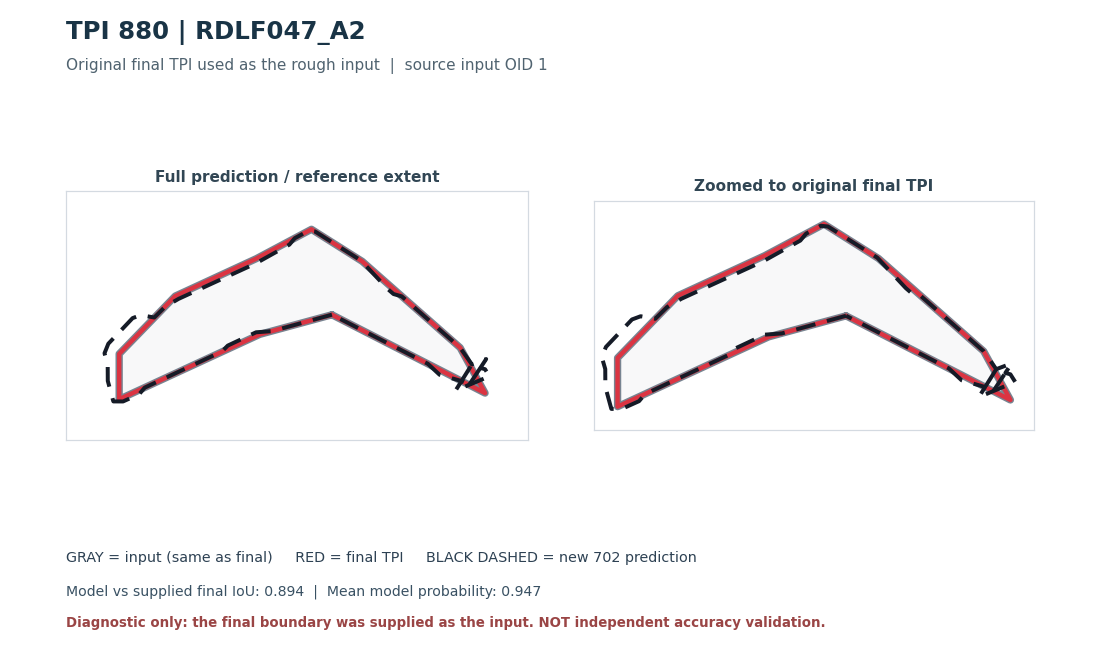 TPI 880 | RDLF047_A2
Original final TPI used as the rough input | source input OID 1
Full prediction / reference extent
Zoomed to original final TPI
GRAY = input (same as final) RED = final TPI BLACK DASHED = new 702 prediction
Model vs supplied final IoU: 0.894 | Mean model probability: 0.947
Diagnostic only: the final boundary was supplied as the input. NOT independent accuracy validation.